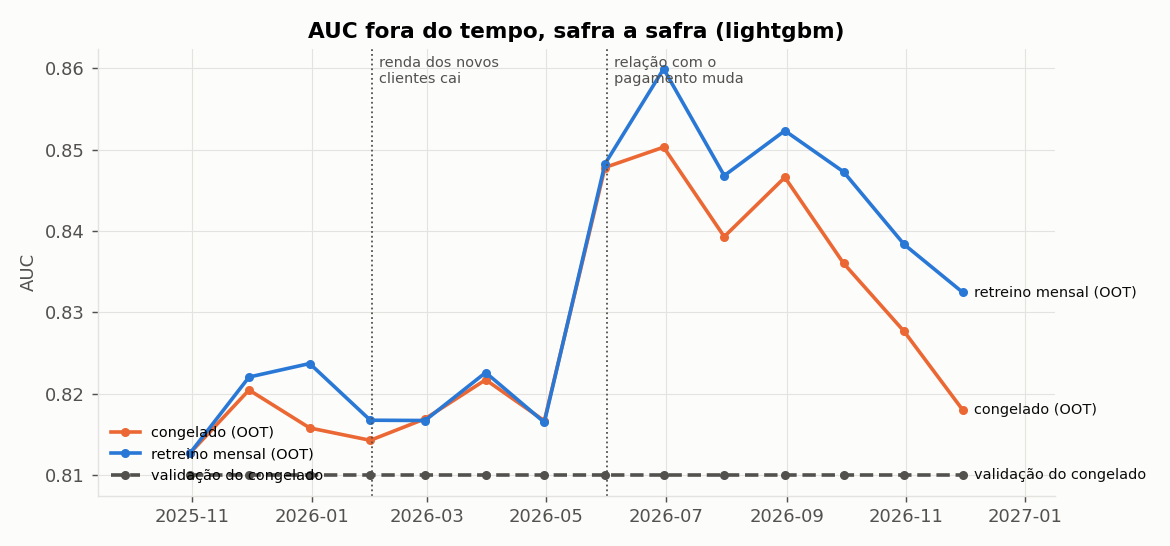 AUC fora do tempo, safra a safra (lightgbm)
renda dos novos
clientes cai
relação com o
pagamento muda
0.86
0.85
0.84
0.83
0.82
0.81
AUC
retreino mensal (OOT)
congelado (OOT)
validação do congelado
congelado (OOT)
retreino mensal (OOT)
validação do congelado
2025-11
2026-01
2026-03
2026-05
2026-07
2026-09
2026-11
2027-01